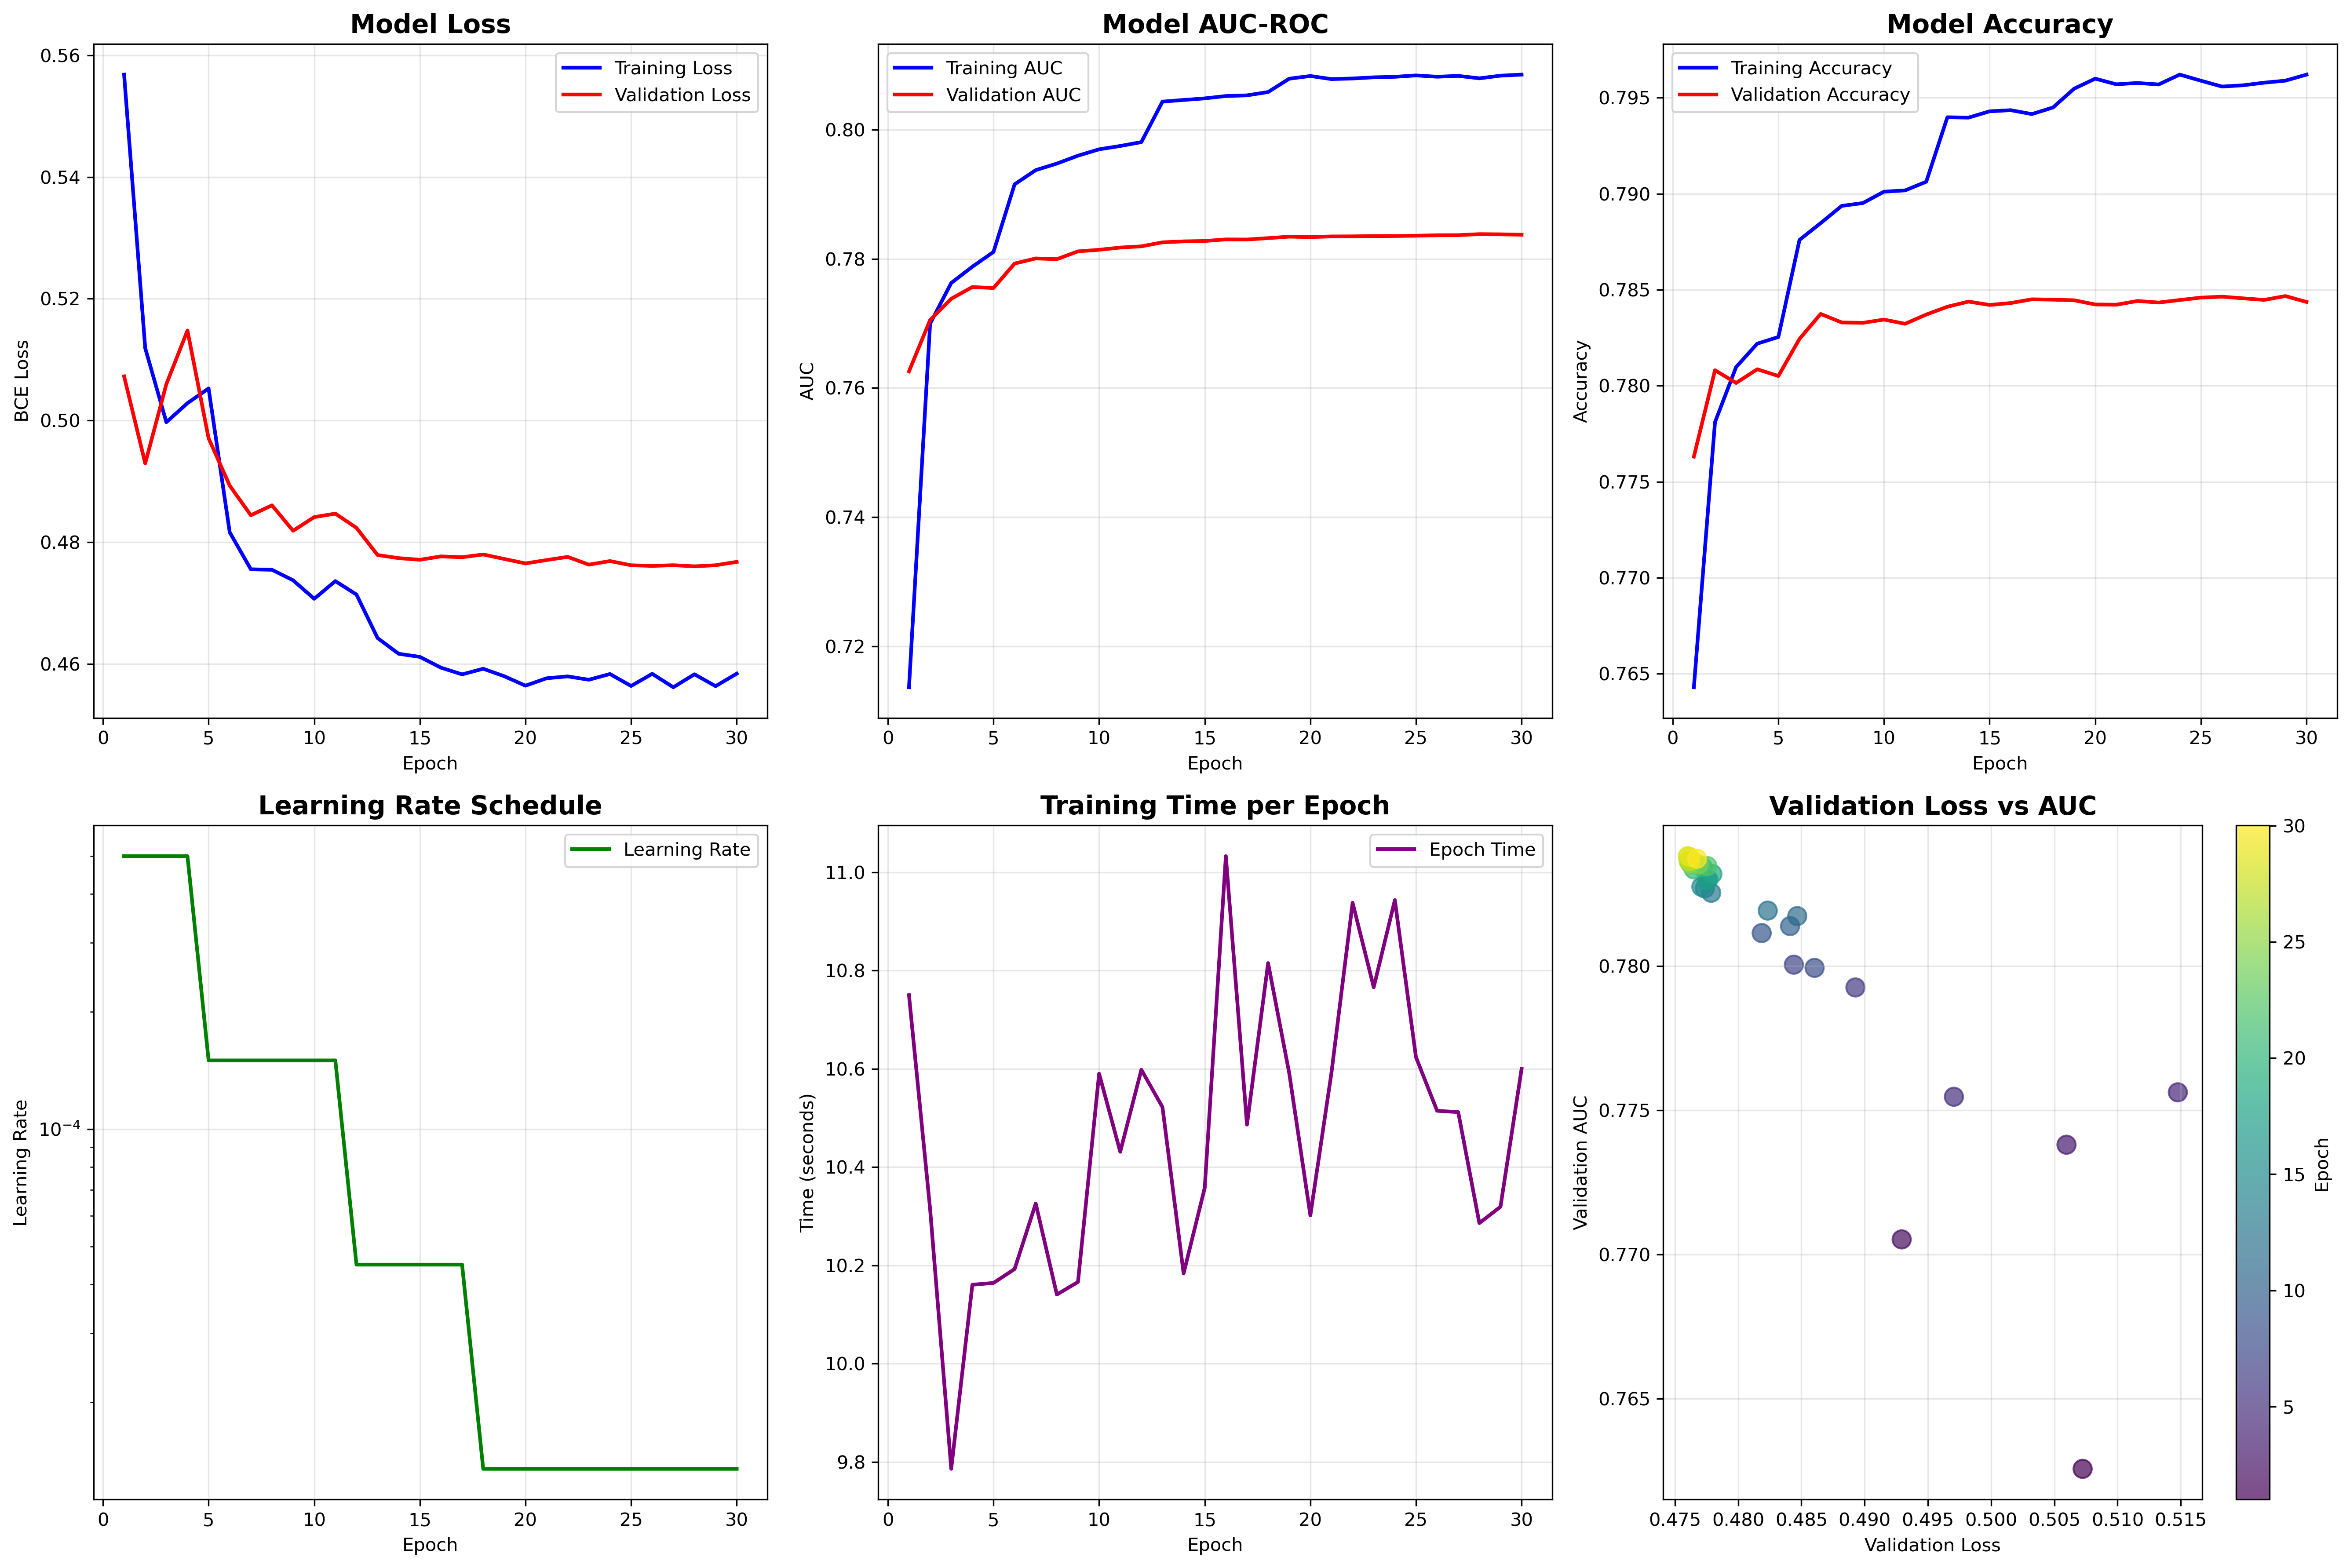 Model Loss
BCE Loss
0.56
0.54
0.52
0.50
0.48
0.46
Training Loss
Validation Loss
0 5 10 15 20 25 30
Epoch
Model AUC-ROC
AUC
0.80
0.78
0.76
0.74
0.72
Training AUC
Validation AUC
0 5 10 15 20 25 30
Epoch
Model Accuracy
Accuracy
0.795
0.790
0.785
0.780
0.775
0.770
0.765
Training Accuracy
Validation Accuracy
0 5 10 15 20 25 30
Epoch
Learning Rate Schedule
Learning Rate
10⁻⁴
Learning Rate
0 5 10 15 20 25 30
Epoch
Training Time per Epoch
Time (seconds)
11.0
10.8
10.6
10.4
10.2
10.0
9.8
Epoch Time
0 5 10 15 20 25 30
Epoch
Validation Loss vs AUC
Validation AUC
0.780
0.775
0.770
0.765
0.475 0.480 0.485 0.490 0.495 0.500 0.505 0.510 0.515
Validation Loss
30
25
20
15
10
5
Epoch